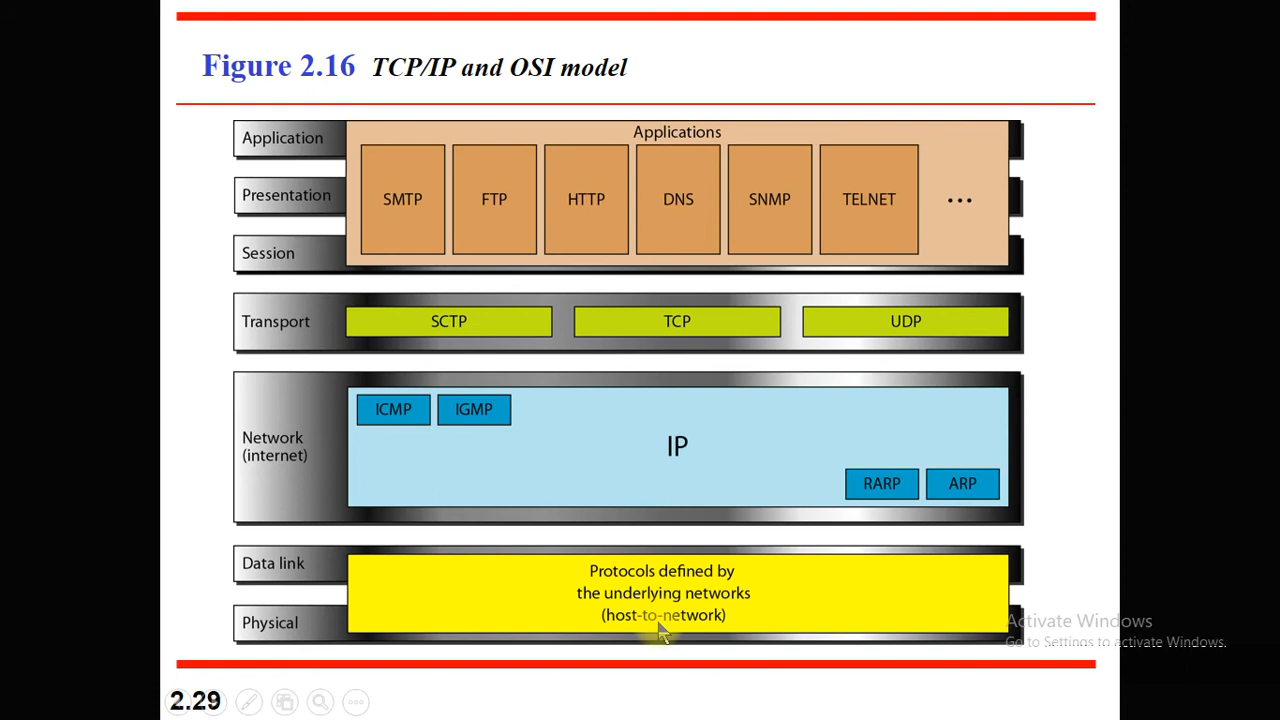 Figure 2.16 TCP/IP and OSI model
Applications
Application
Presentation
Session
SMTP
FTP
HTTP
DNS
SNMP
TELNET
...
Transport
SCTP
TCP
UDP
Network
(internet)
ICMP
IGMP
IP
RARP
ARP
Data link
Physical
Protocols defined by
the underlying networks
(host-to-network)
Activate Windows
Go to Settings to activate Windows.
2.29